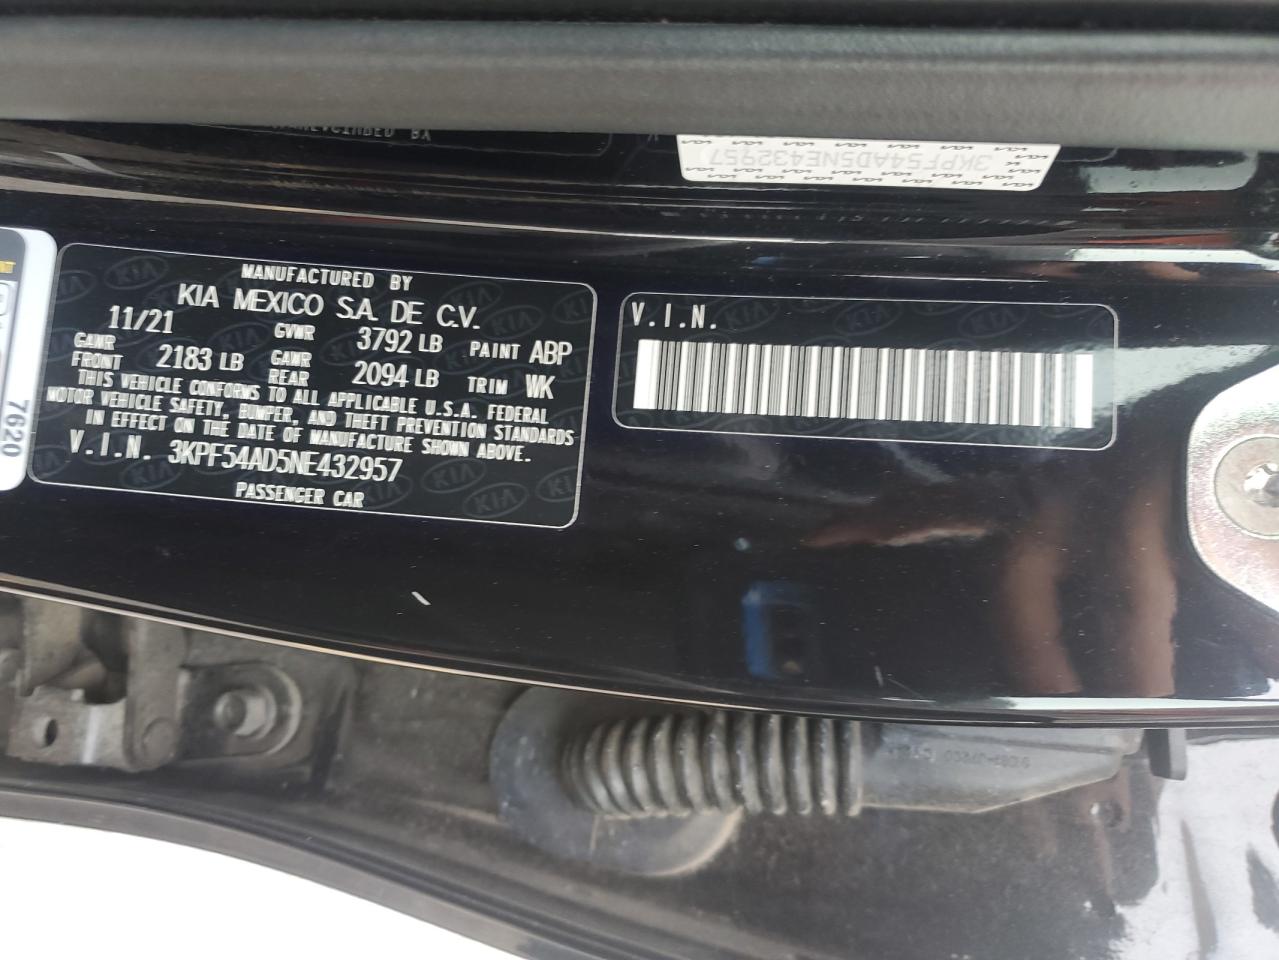 MANUFACTURED BY
KIA MEXICO S.A. DE C.V.
11/21 GVWR 3792 LB PAINT ABP
GAWR FRONT 2183 LB GAWR REAR 2094 LB TRIM WK
THIS VEHICLE CONFORMS TO ALL APPLICABLE U.S.A. FEDERAL
MOTOR VEHICLE SAFETY, BUMPER, AND THEFT PREVENTION STANDARDS
IN EFFECT ON THE DATE OF MANUFACTURE SHOWN ABOVE.
V.I.N. 3KPF54AD5NE432957
PASSENGER CAR
V.I.N.
3KPF54AD5NE432957
7620